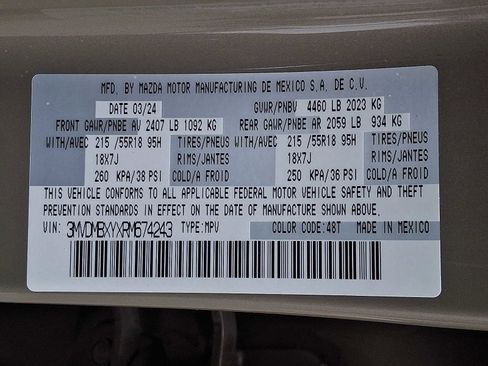 MFD. BY MAZDA MOTOR MANUFACTURING DE MEXICO S.A. DE C.V.
DATE 03/24 GVWR/PNBV 4460 LB 2023 KG
FRONT GAWR/PNBE AV 2407 LB 1092 KG REAR GAWR/PNBE AR 2059 LB 934 KG
WITH/AVEC 215 /55R18 95H TIRES/PNEUS WITH/AVEC 215 /55R18 95H TIRES/PNEUS
18X7J RIMS/JANTES 18X7J RIMS/JANTES
260 KPA/38 PSI COLD/A FROID 250 KPA/36 PSI COLD/A FROID
THIS VEHICLE CONFORMS TO ALL APPLICABLE FEDERAL MOTOR VEHICLE SAFETY AND THEFT
PREVENTION STANDARDS IN EFFECT ON THE DATE OF MANUFACTURE SHOWN ABOVE.
VIN: 3MVDMBXYXRM674243 TYPE:MPV COLOR CODE:48T MADE IN MEXICO